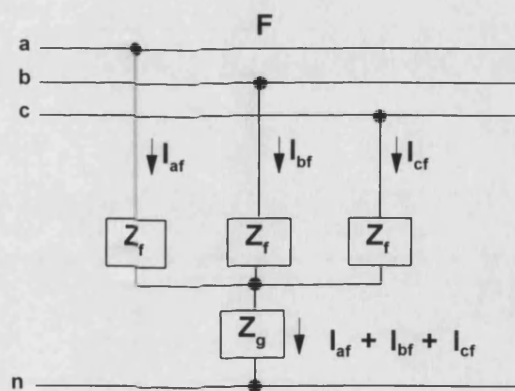 F
a
b
c
I_af
I_bf
I_cf
Z_f
Z_f
Z_f
Z_g
I_af + I_bf + I_cf
n